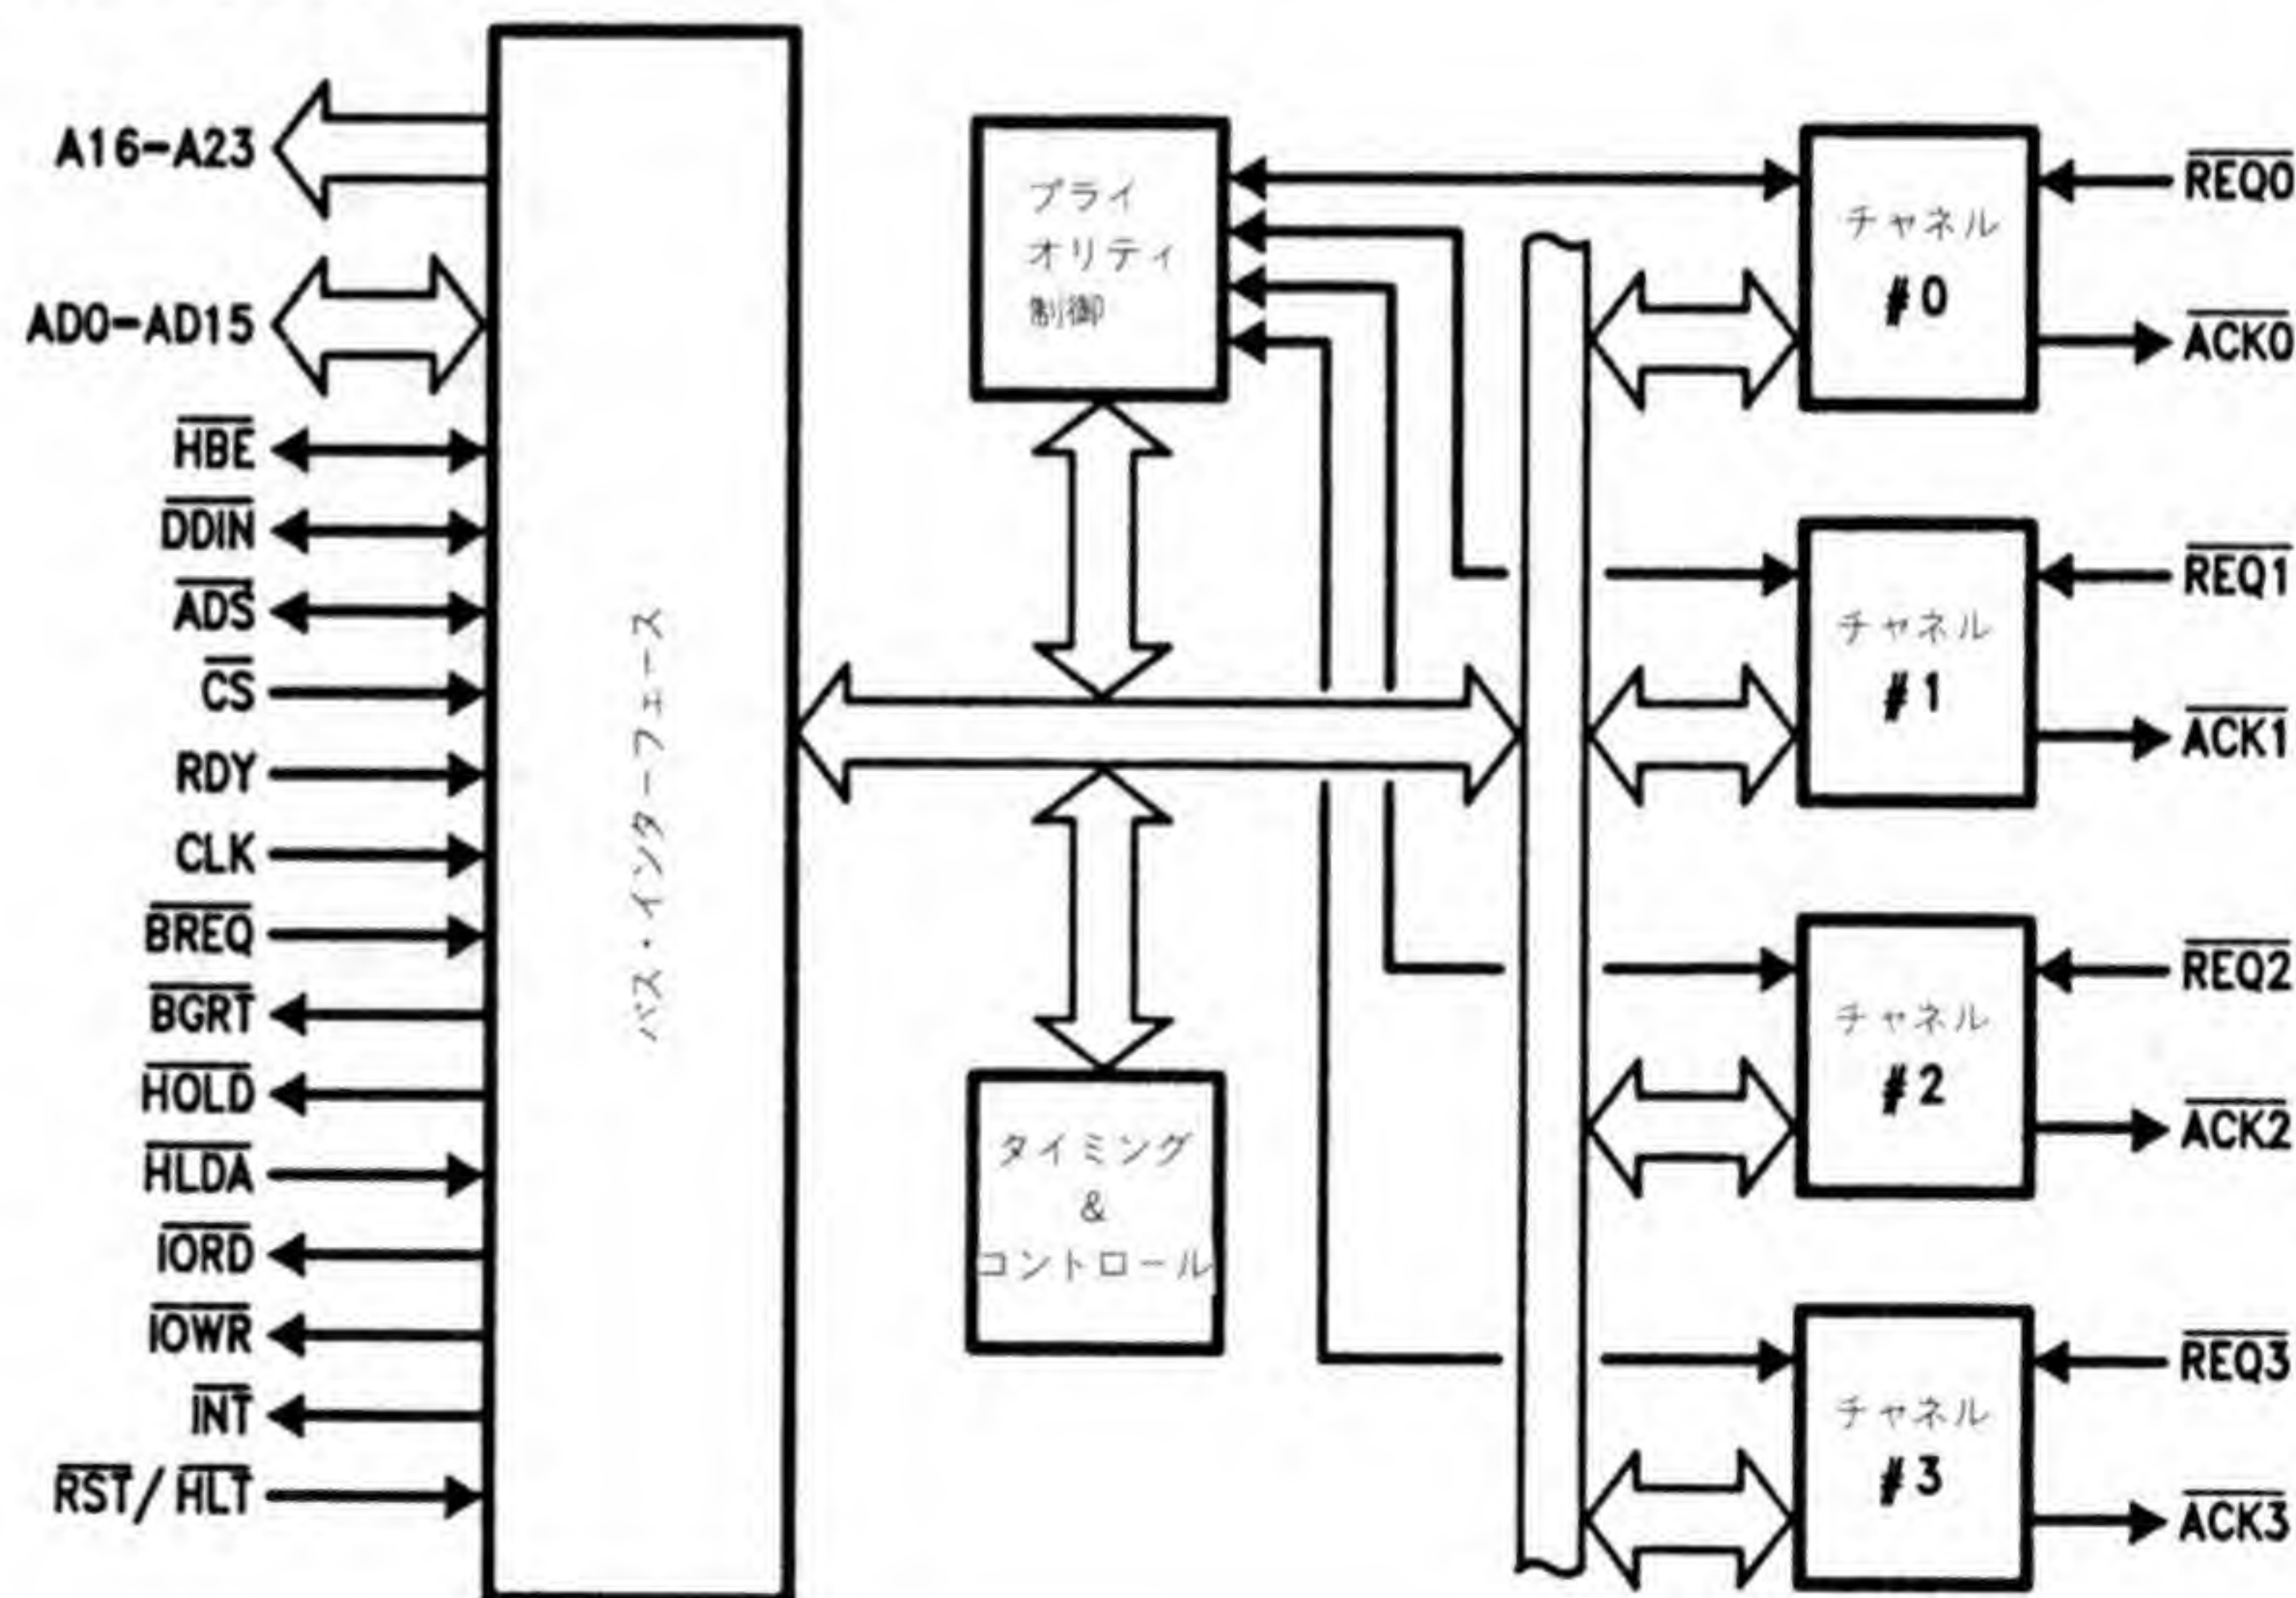 A16-A23
AD0-AD15
HBE
DDIN
ADS
CS
RDY
CLK
BREQ
BGRT
HOLD
HLDA
IORD
IOWR
INT
RST/HLT
バス・インターフェース
プライ
オリティ
制御
タイミング
&
コントロール
チャネル
#0
REQ0
ACK0
チャネル
#1
REQ1
ACK1
チャネル
#2
REQ2
ACK2
チャネル
#3
REQ3
ACK3